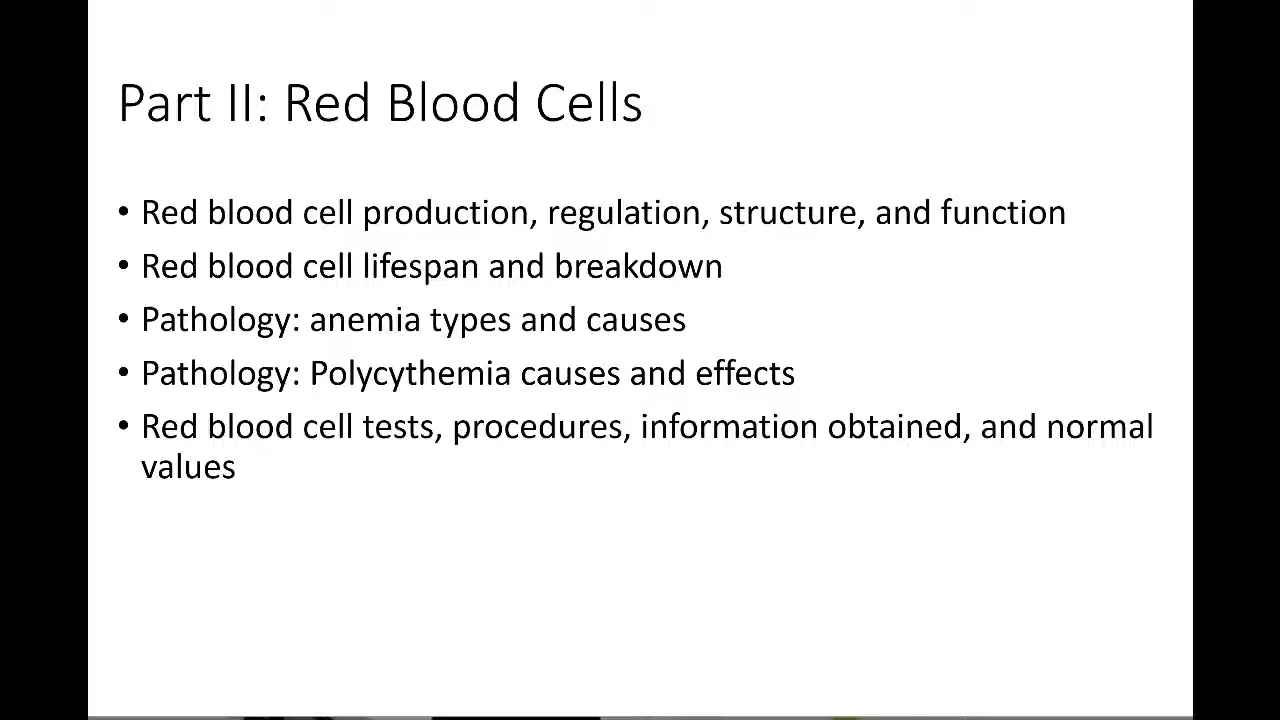 Part II: Red Blood Cells
• Red blood cell production, regulation, structure, and function
• Red blood cell lifespan and breakdown
• Pathology: anemia types and causes
• Pathology: Polycythemia causes and effects
• Red blood cell tests, procedures, information obtained, and normal
values